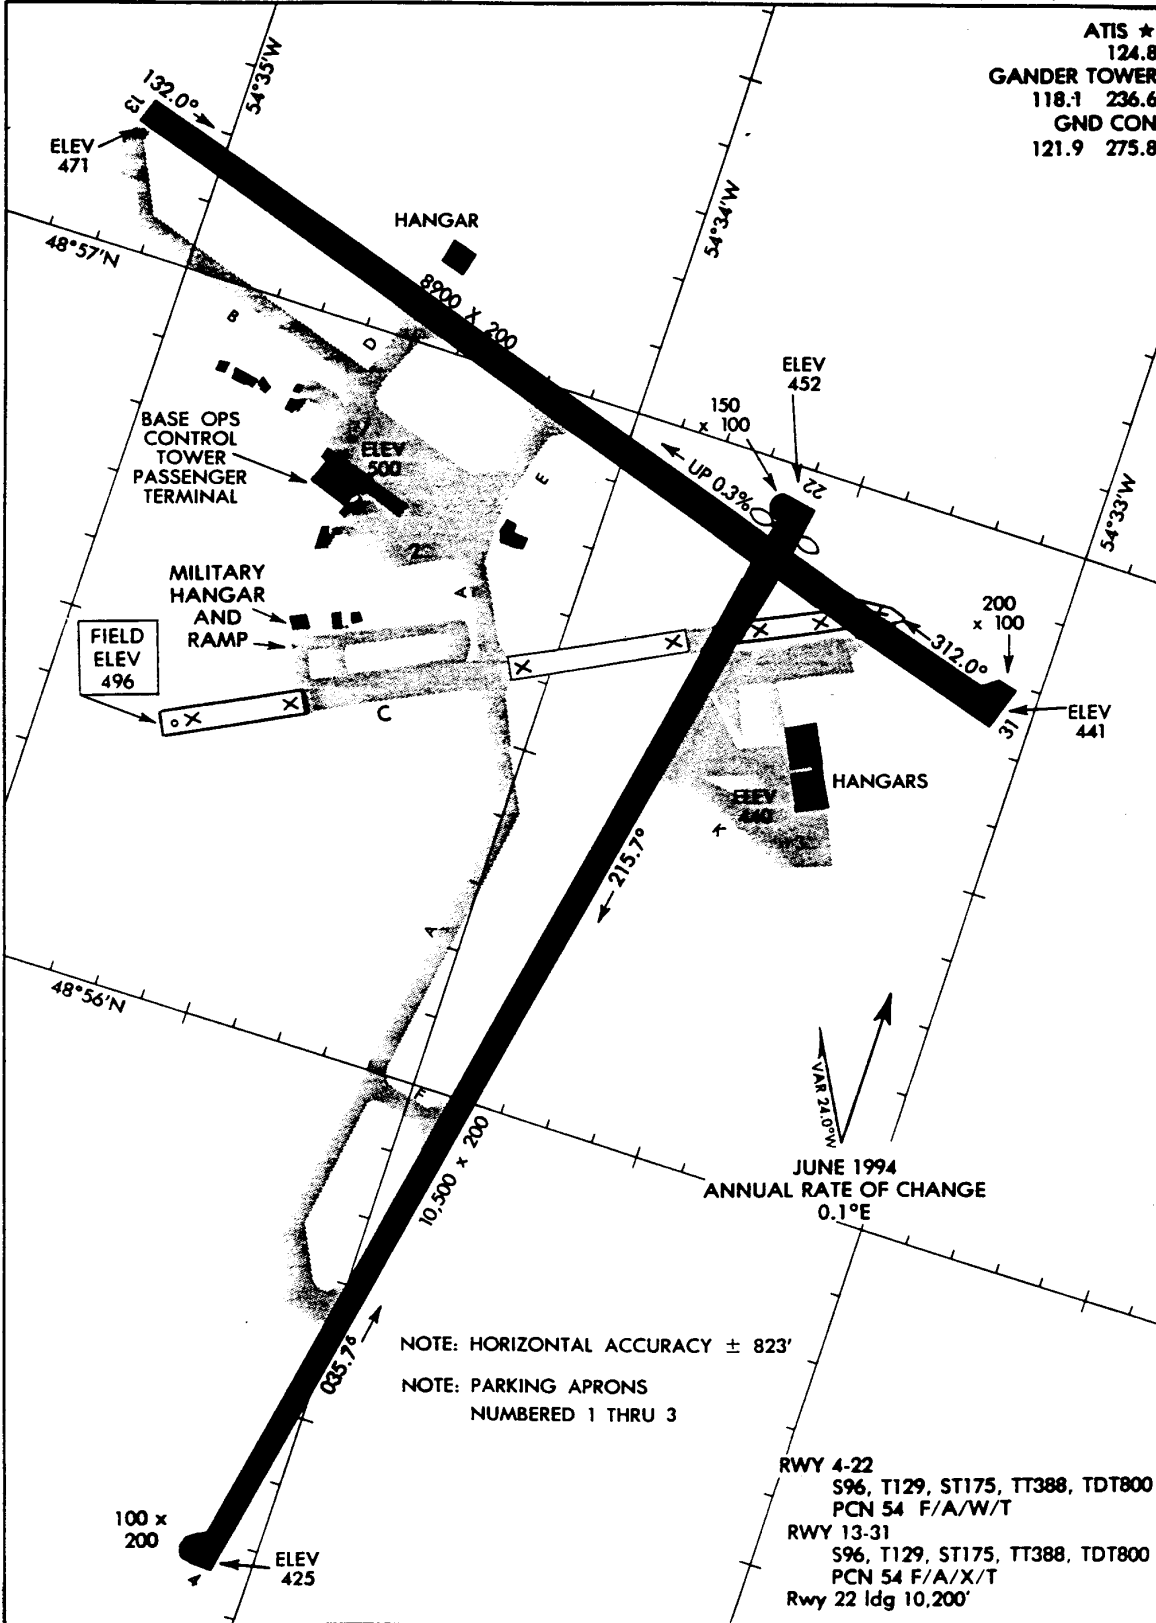 ATIS ★
124.8
GANDER TOWER
118.1 236.6
GND CON
121.9 275.8
54°35'W
132.0°
13
ELEV
471
48°57'N
HANGAR
54°34'W
8900 X 200
B
D
ELEV
452
150
x 100
22
UP 0.3%
BASE OPS
CONTROL
TOWER
PASSENGER
TERMINAL
ELEV
500
E
54°33'W
2
MILITARY
HANGAR
AND
RAMP
A
FIELD
ELEV
496
X
X
C
X
X
X
X
200
x 100
312.0°
ELEV
441
31
HANGARS
ELEV
440
K
3
215.7°
A
48°56'N
F
VAR 24.0°W
10,500 x 200
JUNE 1994
ANNUAL RATE OF CHANGE
0.1°E
035.7°
NOTE: HORIZONTAL ACCURACY ± 823'
NOTE: PARKING APRONS
NUMBERED 1 THRU 3
100 x
200
ELEV
425
4
RWY 4-22
S96, T129, ST175, TT388, TDT800
PCN 54 F/A/W/T
RWY 13-31
S96, T129, ST175, TT388, TDT800
PCN 54 F/A/X/T
Rwy 22 ldg 10,200'